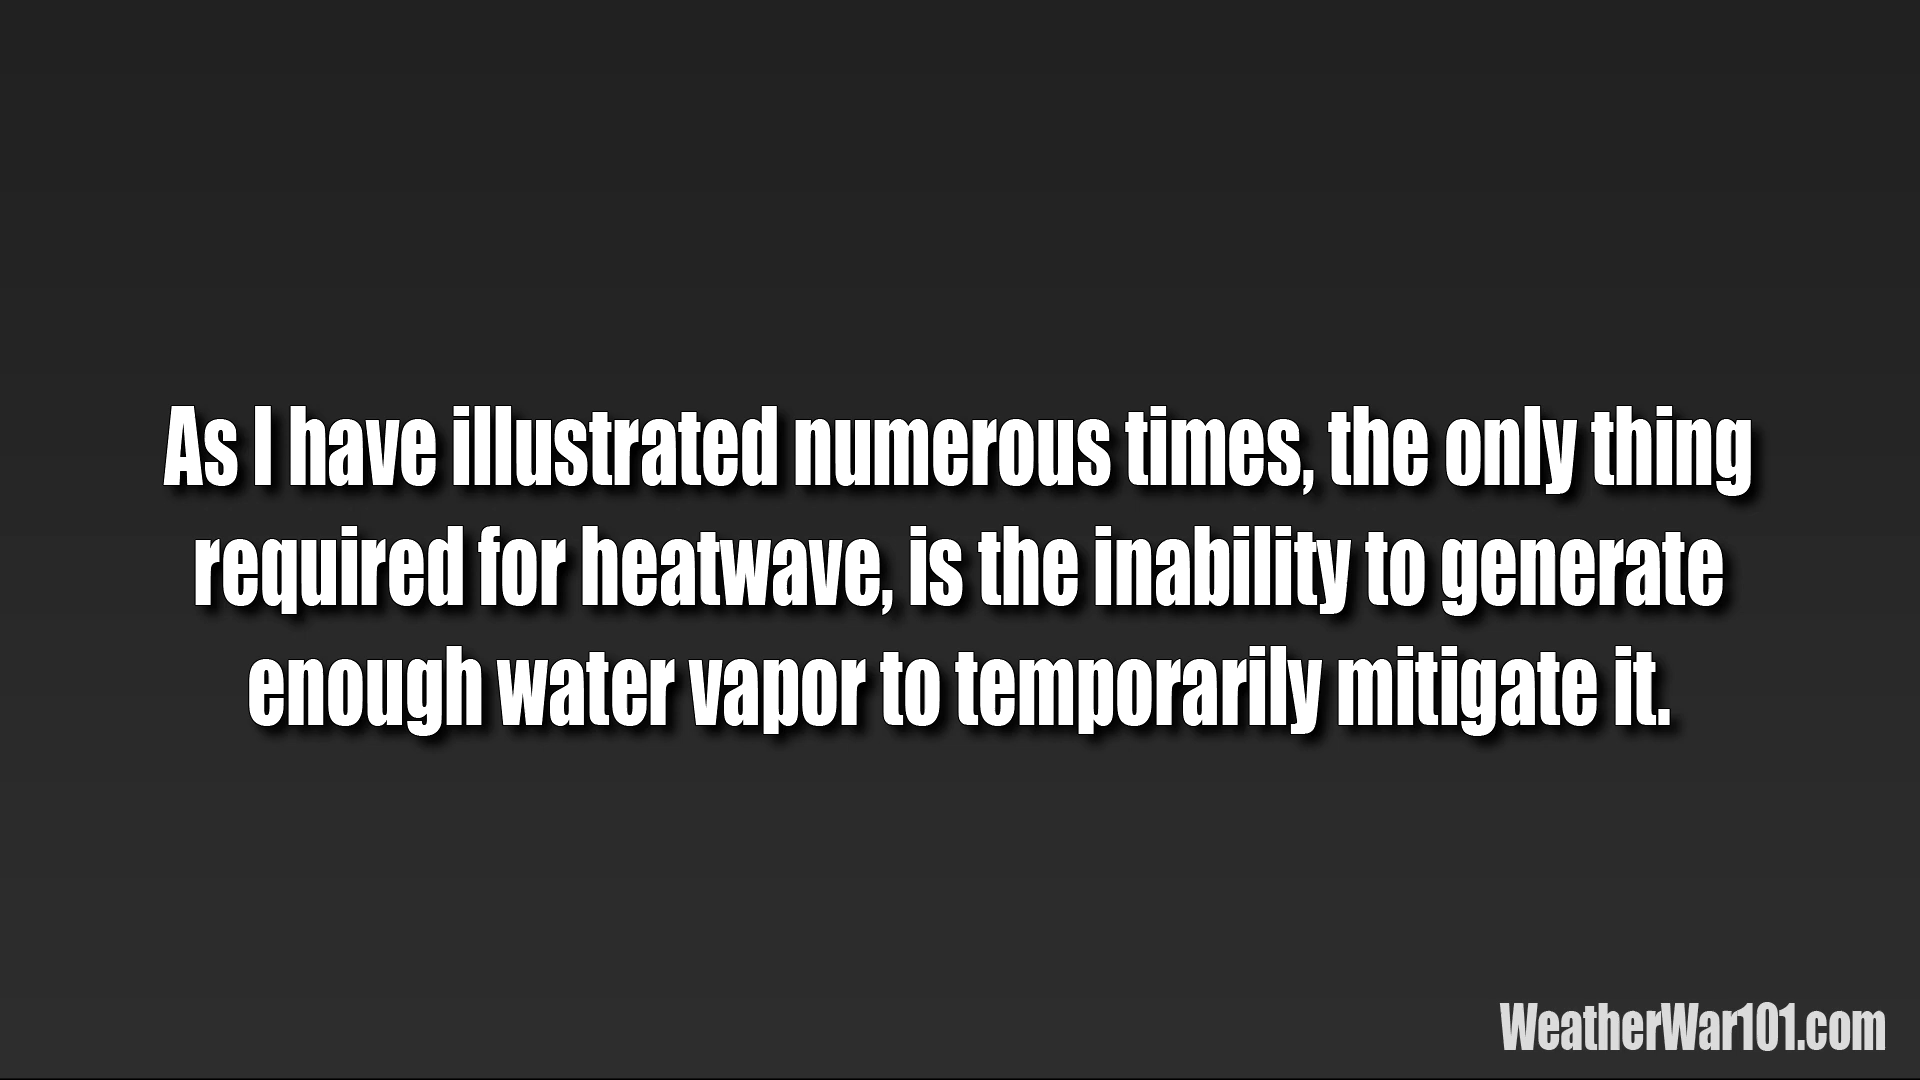 As I have illustrated numerous times, the only thing
required for heatwave, is the inability to generate
enough water vapor to temporarily mitigate it.
WeatherWar101.com